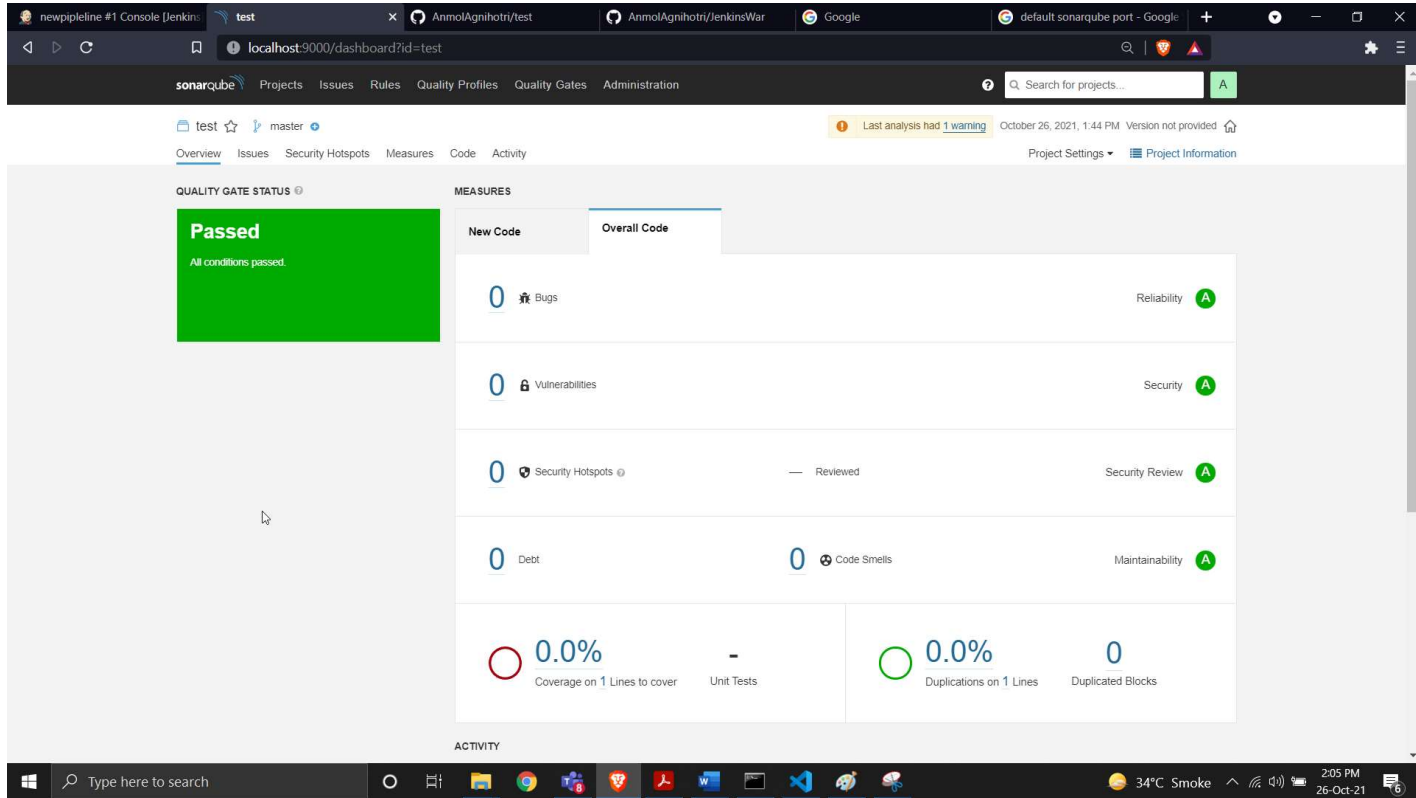 newpipleline #1 Console [Jenkins
test
AnmolAgnihotri/test
AnmolAgnihotri/JenkinsWar
Google
default sonarqube port - Google
localhost:9000/dashboard?id=test
sonarqube Projects Issues Rules Quality Profiles Quality Gates Administration Search for projects... A
test master Last analysis had 1 warning October 26, 2021, 1:44 PM Version not provided
Overview Issues Security Hotspots Measures Code Activity Project Settings Project Information
QUALITY GATE STATUS
Passed
All conditions passed.
MEASURES
New Code Overall Code
0 Bugs Reliability A
0 Vulnerabilities Security A
0 Security Hotspots — Reviewed Security Review A
0 Debt 0 Code Smells Maintainability A
0.0% - 0.0% 0
Coverage on 1 Lines to cover Unit Tests Duplications on 1 Lines Duplicated Blocks
ACTIVITY
Type here to search 8 34°C Smoke 2:05 PM
26-Oct-21 6